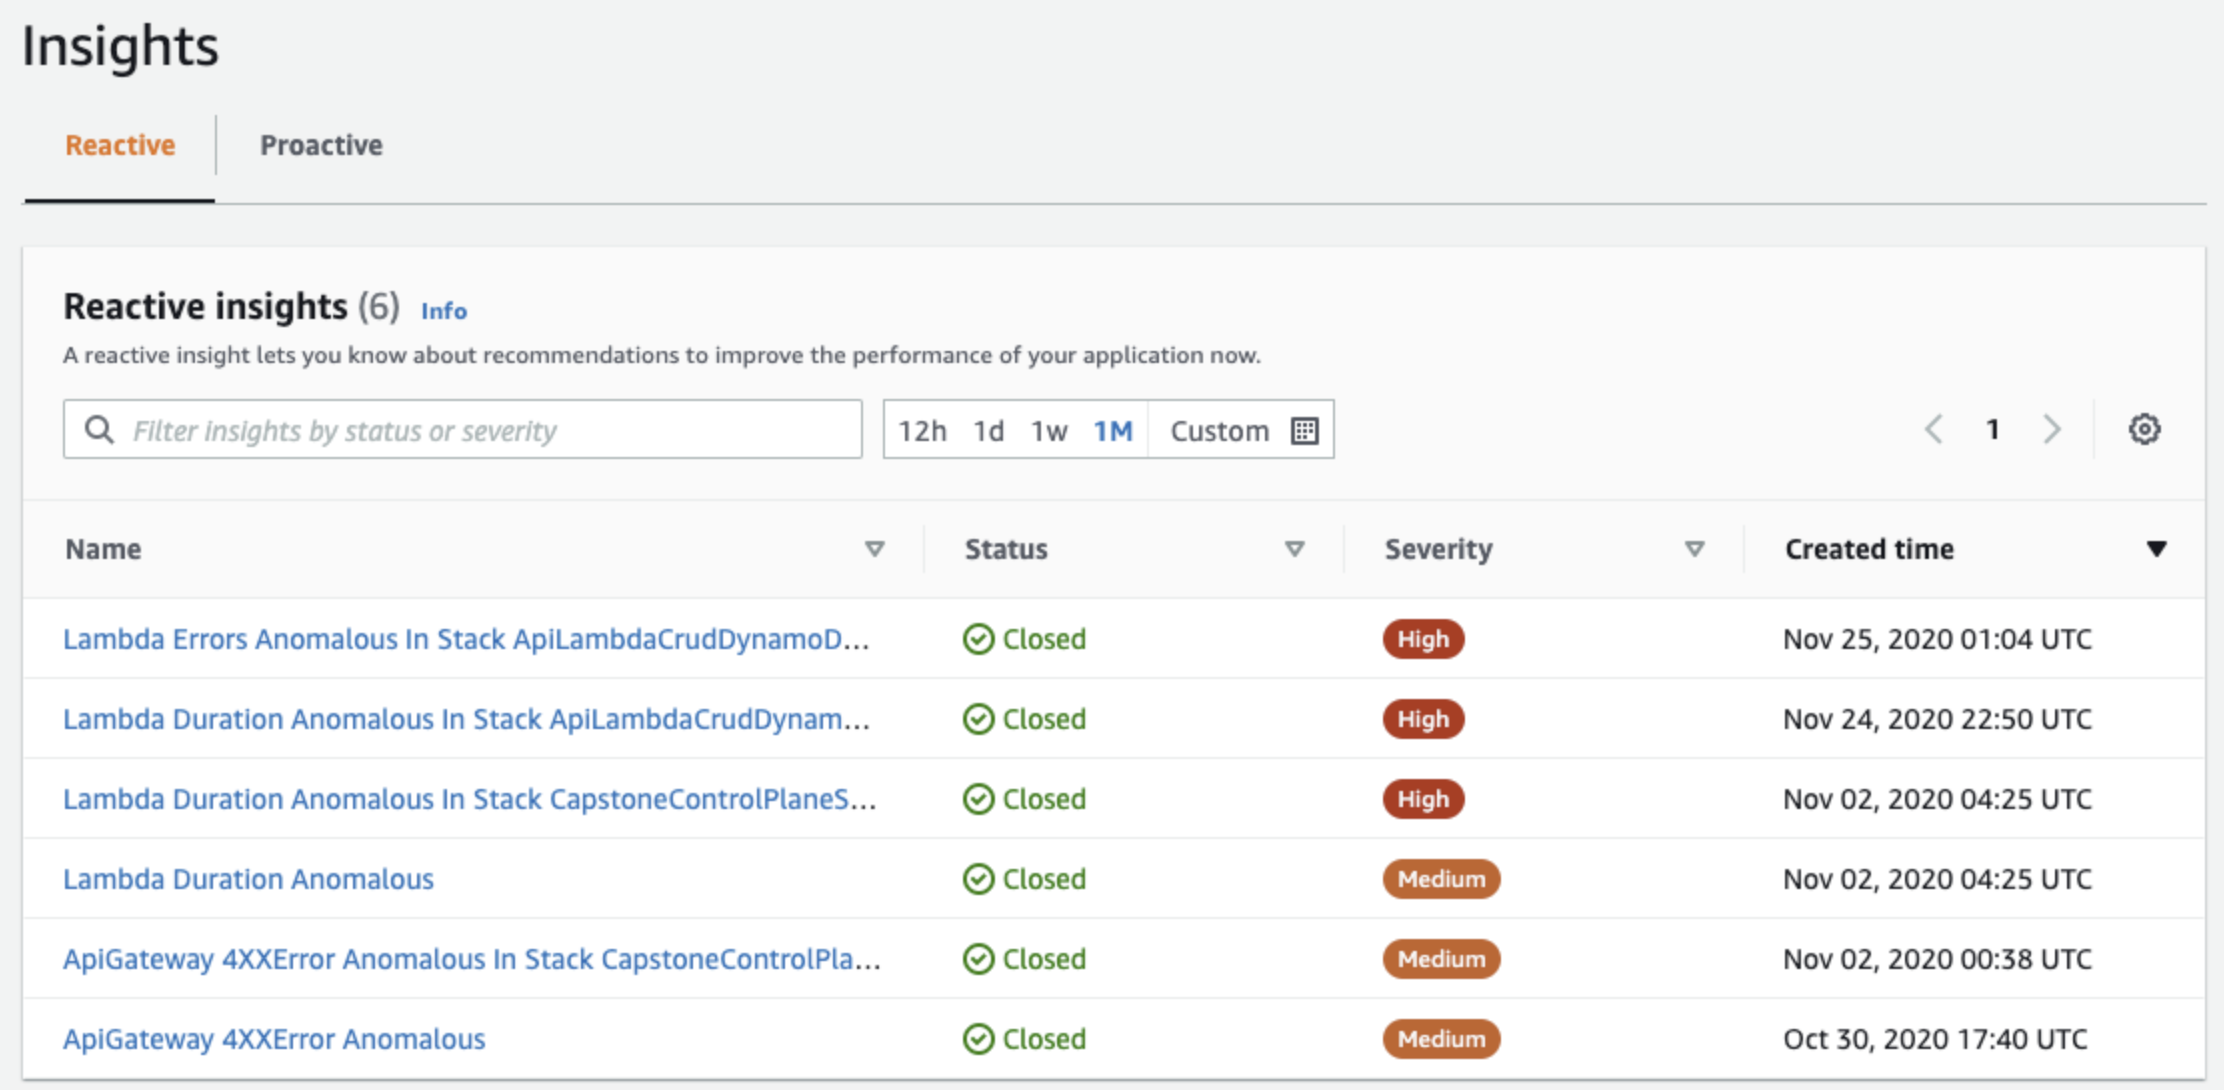 Insights
Reactive Proactive
Reactive insights (6) Info
A reactive insight lets you know about recommendations to improve the performance of your application now.
Filter insights by status or severity 12h 1d 1w 1M Custom 1
Name Status Severity Created time
Lambda Errors Anomalous In Stack ApiLambdaCrudDynamoD... Closed High Nov 25, 2020 01:04 UTC
Lambda Duration Anomalous In Stack ApiLambdaCrudDynam... Closed High Nov 24, 2020 22:50 UTC
Lambda Duration Anomalous In Stack CapstoneControlPlaneS... Closed High Nov 02, 2020 04:25 UTC
Lambda Duration Anomalous Closed Medium Nov 02, 2020 04:25 UTC
ApiGateway 4XXError Anomalous In Stack CapstoneControlPla... Closed Medium Nov 02, 2020 00:38 UTC
ApiGateway 4XXError Anomalous Closed Medium Oct 30, 2020 17:40 UTC